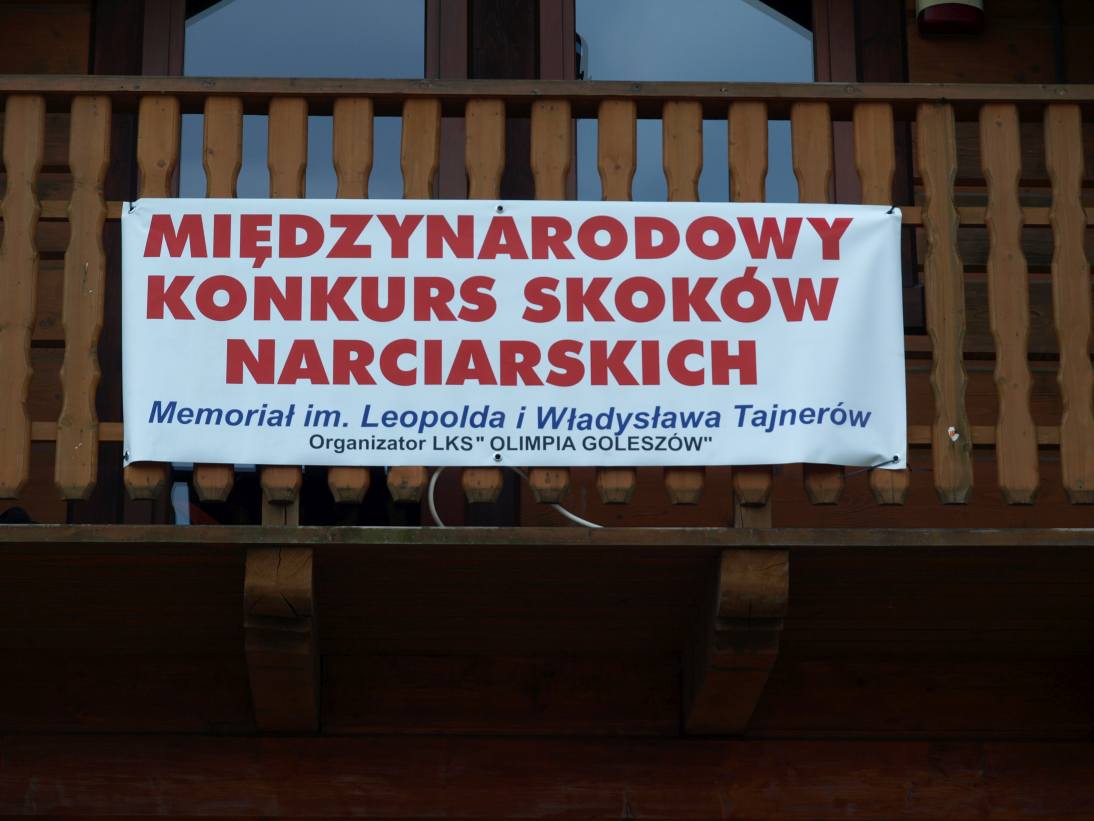 MIĘDZYNARODOWY
KONKURS SKOKÓW
NARCIARSKICH
Memoriał im. Leopolda i Władysława Tajnerów
Organizator LKS" OLIMPIA GOLESZÓW"